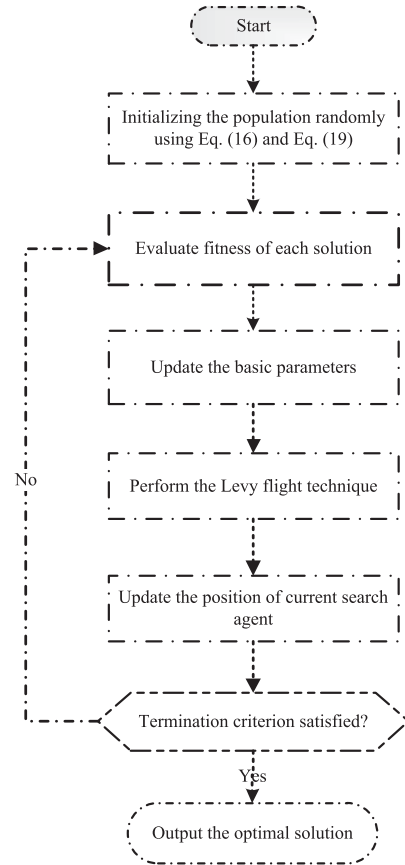 Start
Initializing the population randomly
using Eq. (16) and Eq. (19)
Evaluate fitness of each solution
Update the basic parameters
No
Perform the Levy flight technique
Update the position of current search
agent
Termination criterion satisfied?
Yes
Output the optimal solution